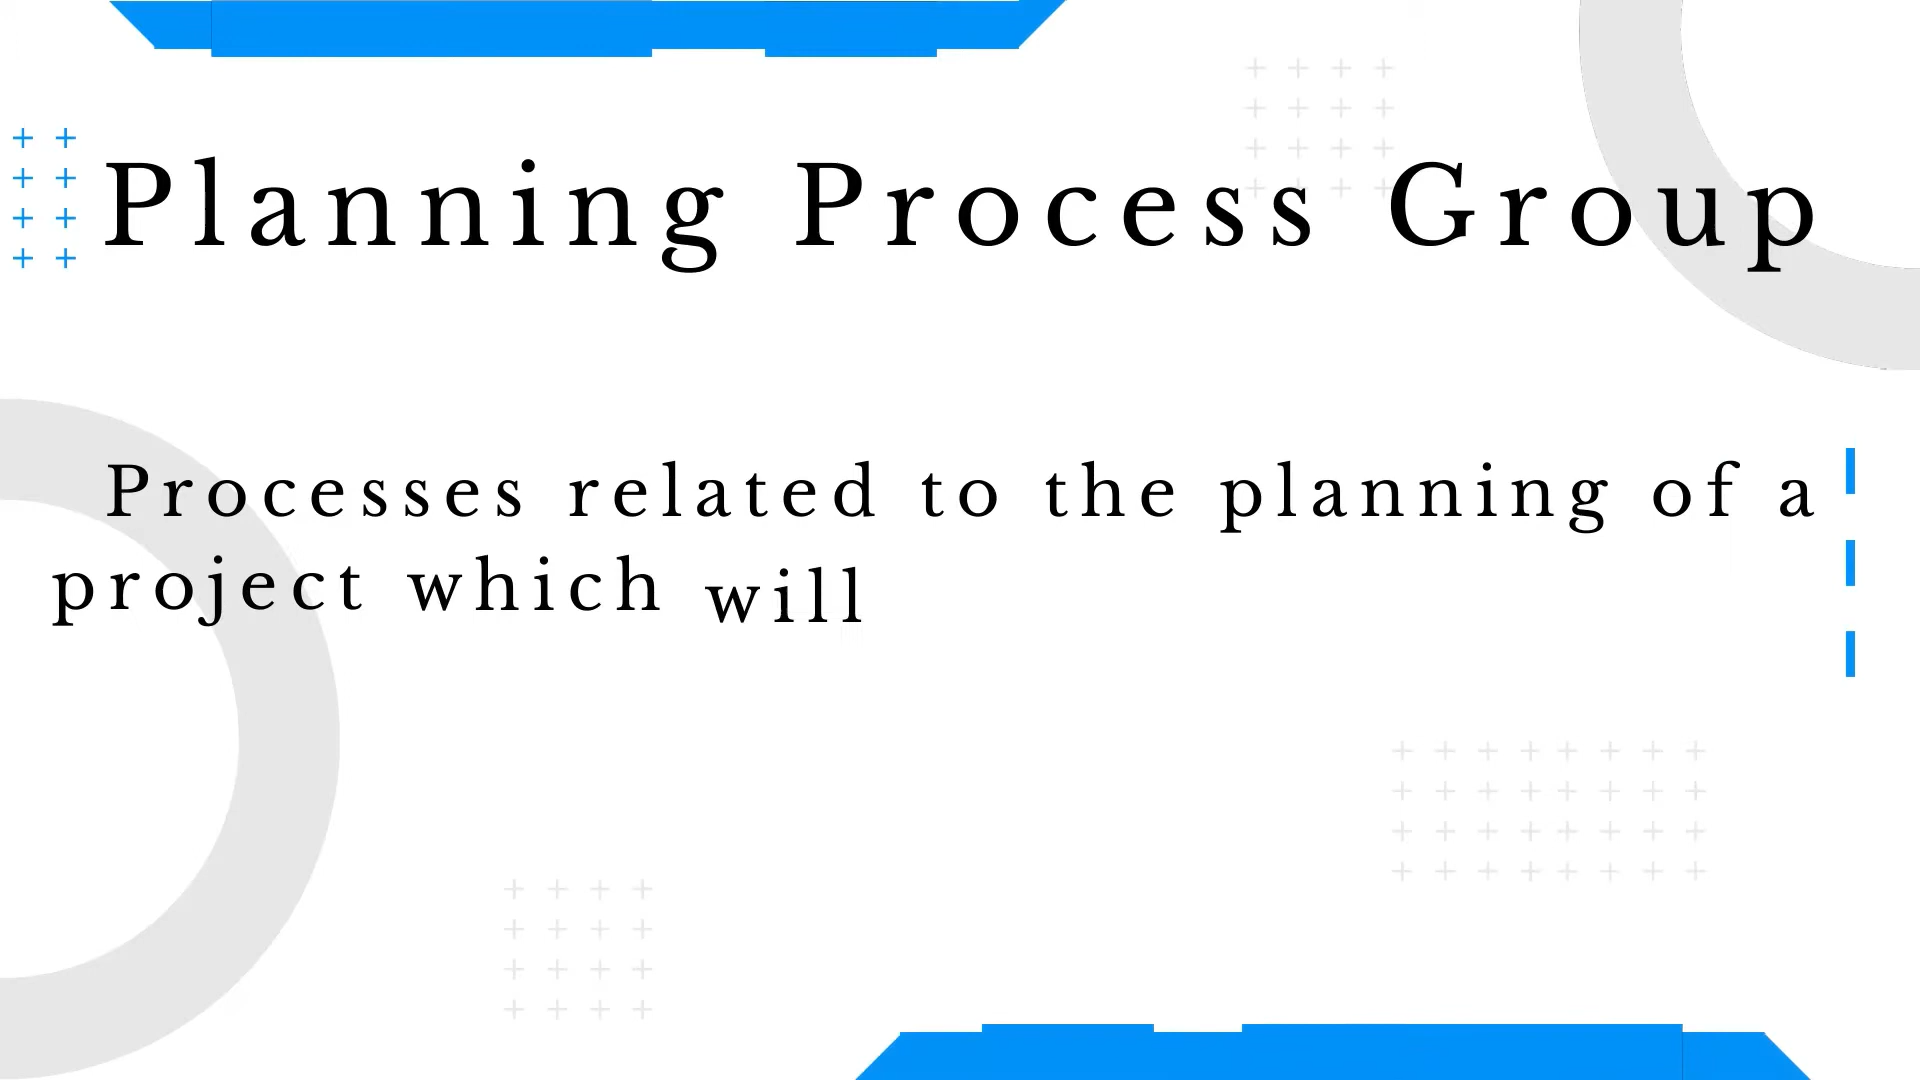 Planning Process Group
Processes related to the planning of a
project which will